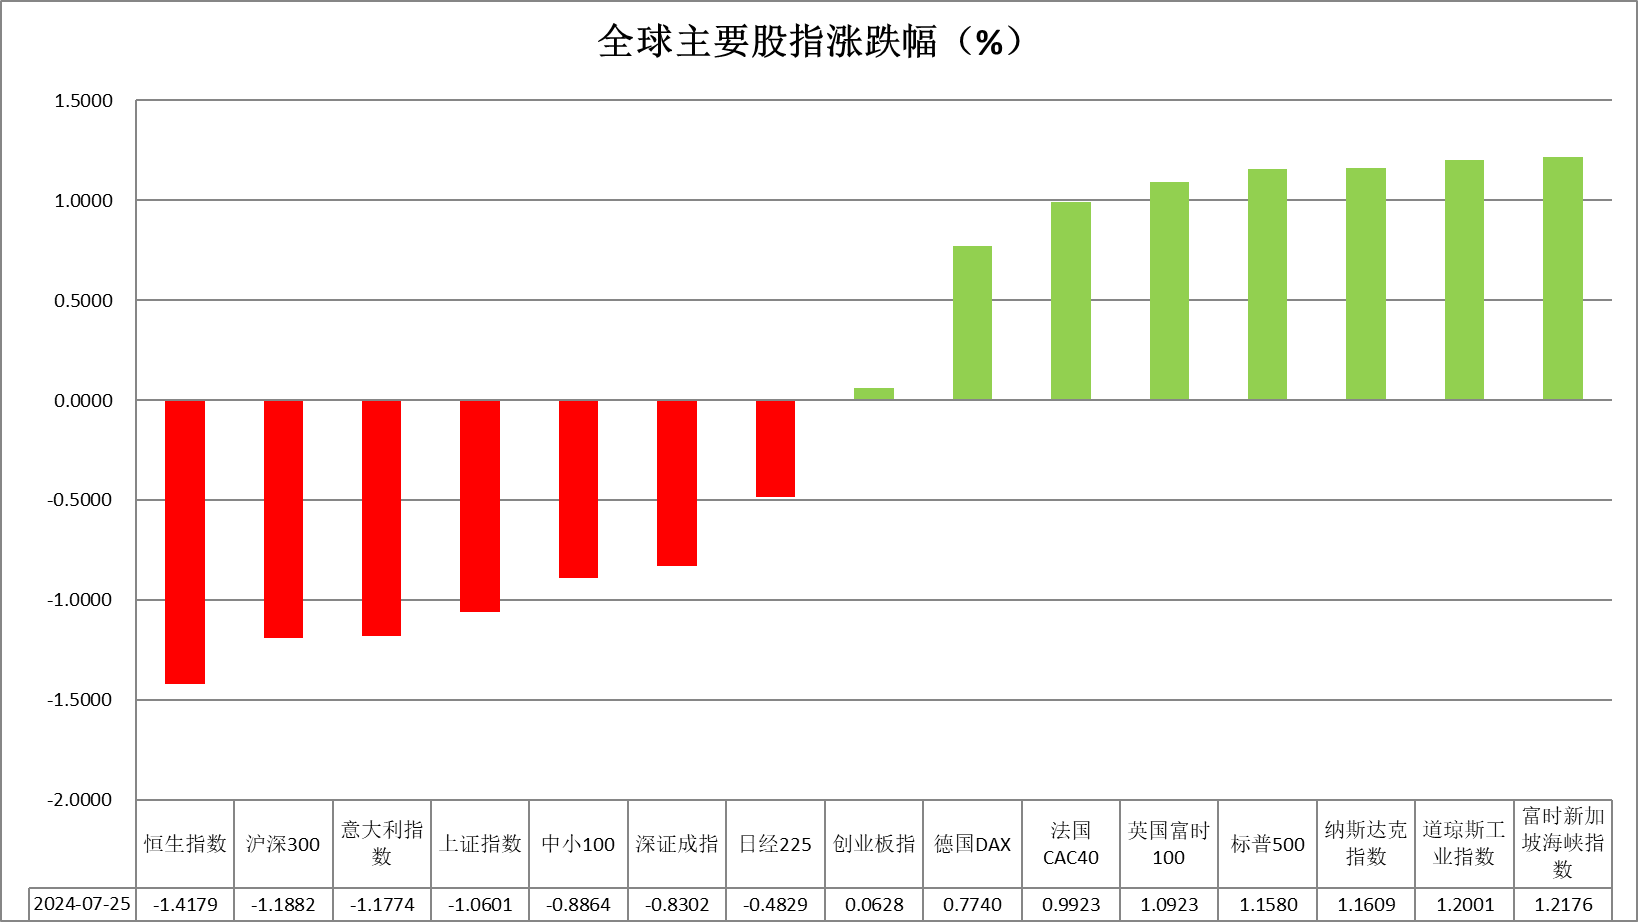 全球主要股指涨跌幅（%）
1.5000
1.0000
0.5000
0.0000
-0.5000
-1.0000
-1.5000
-2.0000
恒生指数
沪深300
意大利指
数
上证指数
中小100
深证成指
日经225
创业板指
德国DAX
法国
CAC40
英国富时
100
标普500
纳斯达克
指数
道琼斯工
业指数
富时新加
坡海峡指
数
2024-07-25 -1.4179 -1.1882 -1.1774 -1.0601 -0.8864 -0.8302 -0.4829 0.0628 0.7740 0.9923 1.0923 1.1580 1.1609 1.2001 1.2176